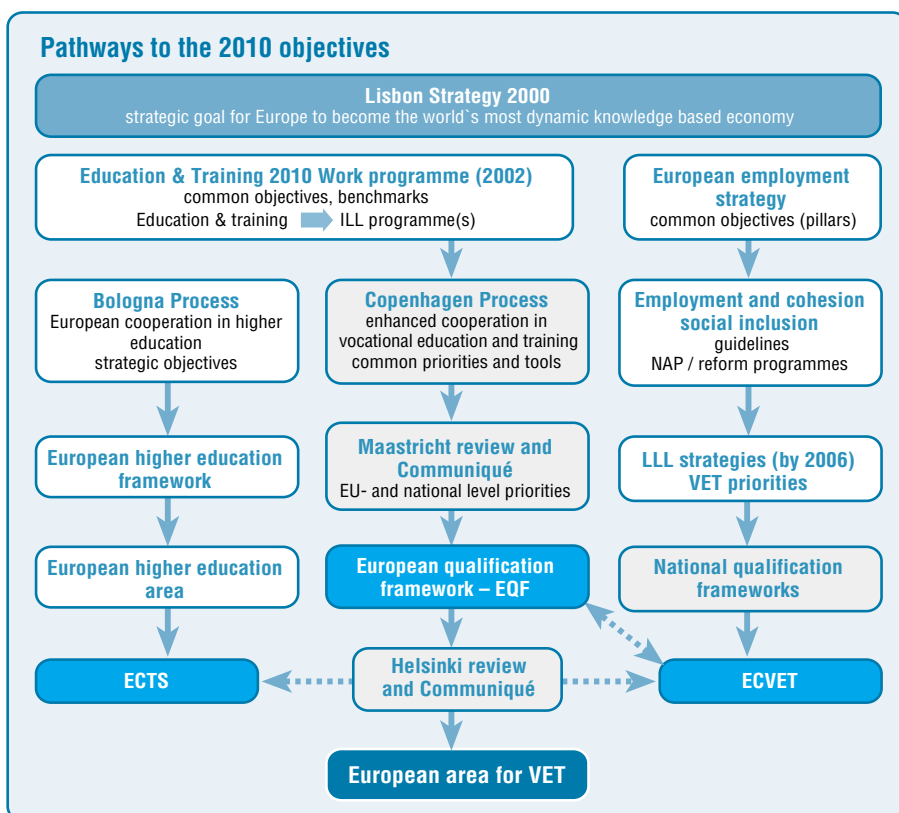 Pathways to the 2010 objectives
Lisbon Strategy 2000
strategic goal for Europe to become the world`s most dynamic knowledge based economy
Education & Training 2010 Work programme (2002)
common objectives, benchmarks
Education & training ILL programme(s)
European employment
strategy
common objectives (pillars)
Bologna Process
European cooperation in higher
education
strategic objectives
Copenhagen Process
enhanced cooperation in
vocational education and training
common priorities and tools
Employment and cohesion
social inclusion
guidelines
NAP / reform programmes
European higher education
framework
Maastricht review and
Communiqué
EU- and national level priorities
LLL strategies (by 2006)
VET priorities
European higher education
area
European qualification
framework – EQF
National qualification
frameworks
ECTS
Helsinki review
and Communiqué
ECVET
European area for VET